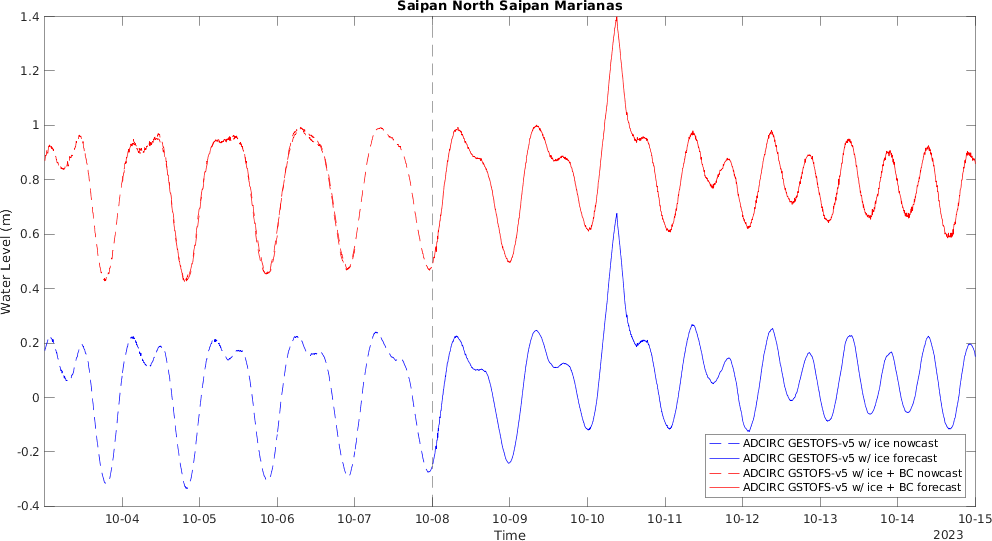 Saipan North Saipan Marianas
1.4
1.2
1
0.8
0.6
0.4
0.2
0
-0.2
-0.4
Water Level (m)
ADCIRC GESTOFS-v5 w/ ice nowcast
ADCIRC GESTOFS-v5 w/ ice forecast
ADCIRC GSTOFS-v5 w/ ice + BC nowcast
ADCIRC GSTOFS-v5 w/ ice + BC forecast
10-04 10-05 10-06 10-07 10-08 10-09 10-10 10-11 10-12 10-13 10-14 10-15
Time
2023